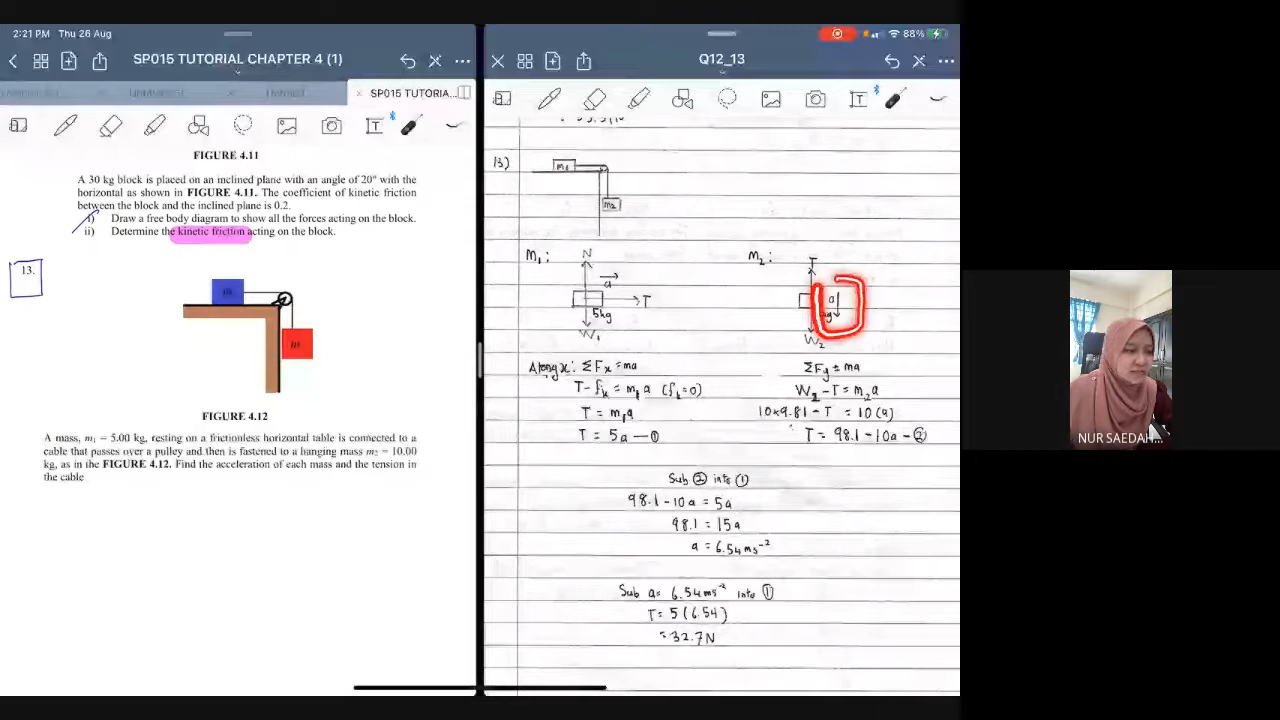 2:21 PM Thu 26 Aug
SP015 TUTORIAL CHAPTER 4 (1)
SP015 TUTORIA...
FIGURE 4.11
A 30 kg block is placed on an inclined plane with an angle of 20° with the
horizontal as shown in FIGURE 4.11. The coefficient of kinetic friction
between the block and the inclined plane is 0.2.
i) Draw a free body diagram to show all the forces acting on the block.
ii) Determine the kinetic friction acting on the block.
13.
m
FIGURE 4.12
A mass, m₁ = 5.00 kg, resting on a frictionless horizontal table is connected to a
cable that passes over a pulley and then is fastened to a hanging mass m₂ = 10.00
kg, as in the FIGURE 4.12. Find the acceleration of each mass and the tension in
the cable
88%
Q12_13
13)
m₁
m₂
m₁:
N
a
T
5kg
W₁
Along x: ΣFx = ma
T - fk = m₁a (fk = 0)
T = m₁a
T = 5a — ①
m₂:
T
a
W₂
ΣFy = ma
W₂ - T = m₂a
10×9.81 - T = 10(a)
T = 98.1 - 10a - ②
Sub ② into ①
98.1 - 10a = 5a
98.1 = 15a
a = 6.54 ms⁻²
Sub a = 6.54 ms⁻² into ①
T = 5(6.54)
= 32.7N
NUR SAEDAH...